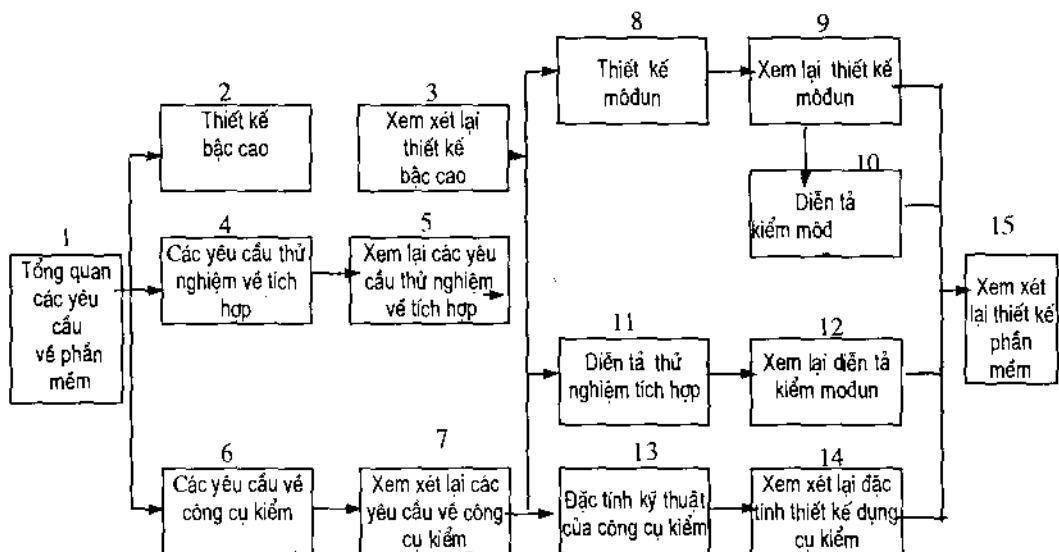 1
Tổng quan
các yêu
cầu
về phần
mềm
2
Thiết kế
bậc cao
3
Xem xét lại
thiết kế
bậc cao
4
Các yêu cầu thử
nghiệm về tích
hợp
5
Xem lại các yêu
cầu thử nghiệm
về tích hợp
6
Các yêu cầu về
công cụ kiểm
7
Xem xét lại các
yêu cầu về công
cụ kiểm
8
Thiết kế
môđun
9
Xem lại thiết kế
môđun
10
Diễn tả
kiểm môđ
11
Diễn tả thử
nghiệm tích hợp
12
Xem lại diễn tả
kiểm mođun
13
Đặc tính kỹ thuật
của công cụ kiểm
14
Xem xét lại đặc
tính thiết kế dụng
cụ kiểm
15
Xem xét
lại thiết kế
phần
mềm